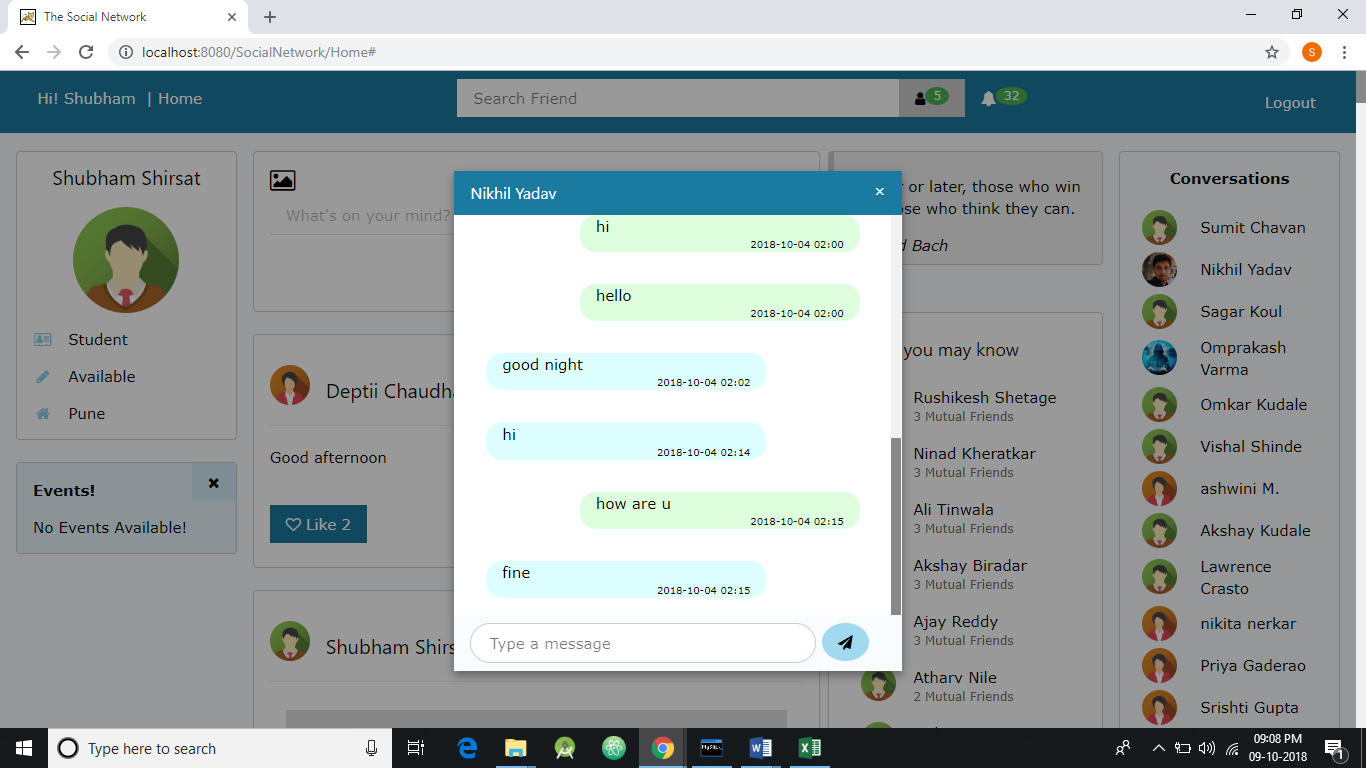 The Social Network
localhost:8080/SocialNetwork/Home#
S
Hi! Shubham | Home
Search Friend
5
32
Logout
Shubham Shirsat
Student
Available
Pune
Events!
No Events Available!
What's on your mind?
Deptii Chaudha
Good afternoon
Like 2
Shubham Shirs
Nikhil Yadav
×
hi
2018-10-04 02:00
hello
2018-10-04 02:00
good night
2018-10-04 02:02
hi
2018-10-04 02:14
how are u
2018-10-04 02:15
fine
2018-10-04 02:15
Type a message
r or later, those who win
ose who think they can.
d Bach
you may know
Rushikesh Shetage
3 Mutual Friends
Ninad Kheratkar
3 Mutual Friends
Ali Tinwala
3 Mutual Friends
Akshay Biradar
3 Mutual Friends
Ajay Reddy
3 Mutual Friends
Atharv Nile
2 Mutual Friends
Conversations
Sumit Chavan
Nikhil Yadav
Sagar Koul
Omprakash
Varma
Omkar Kudale
Vishal Shinde
ashwini M.
Akshay Kudale
Lawrence
Crasto
nikita nerkar
Priya Gaderao
Srishti Gupta
Type here to search
MySQL
09:08 PM
09-10-2018
1